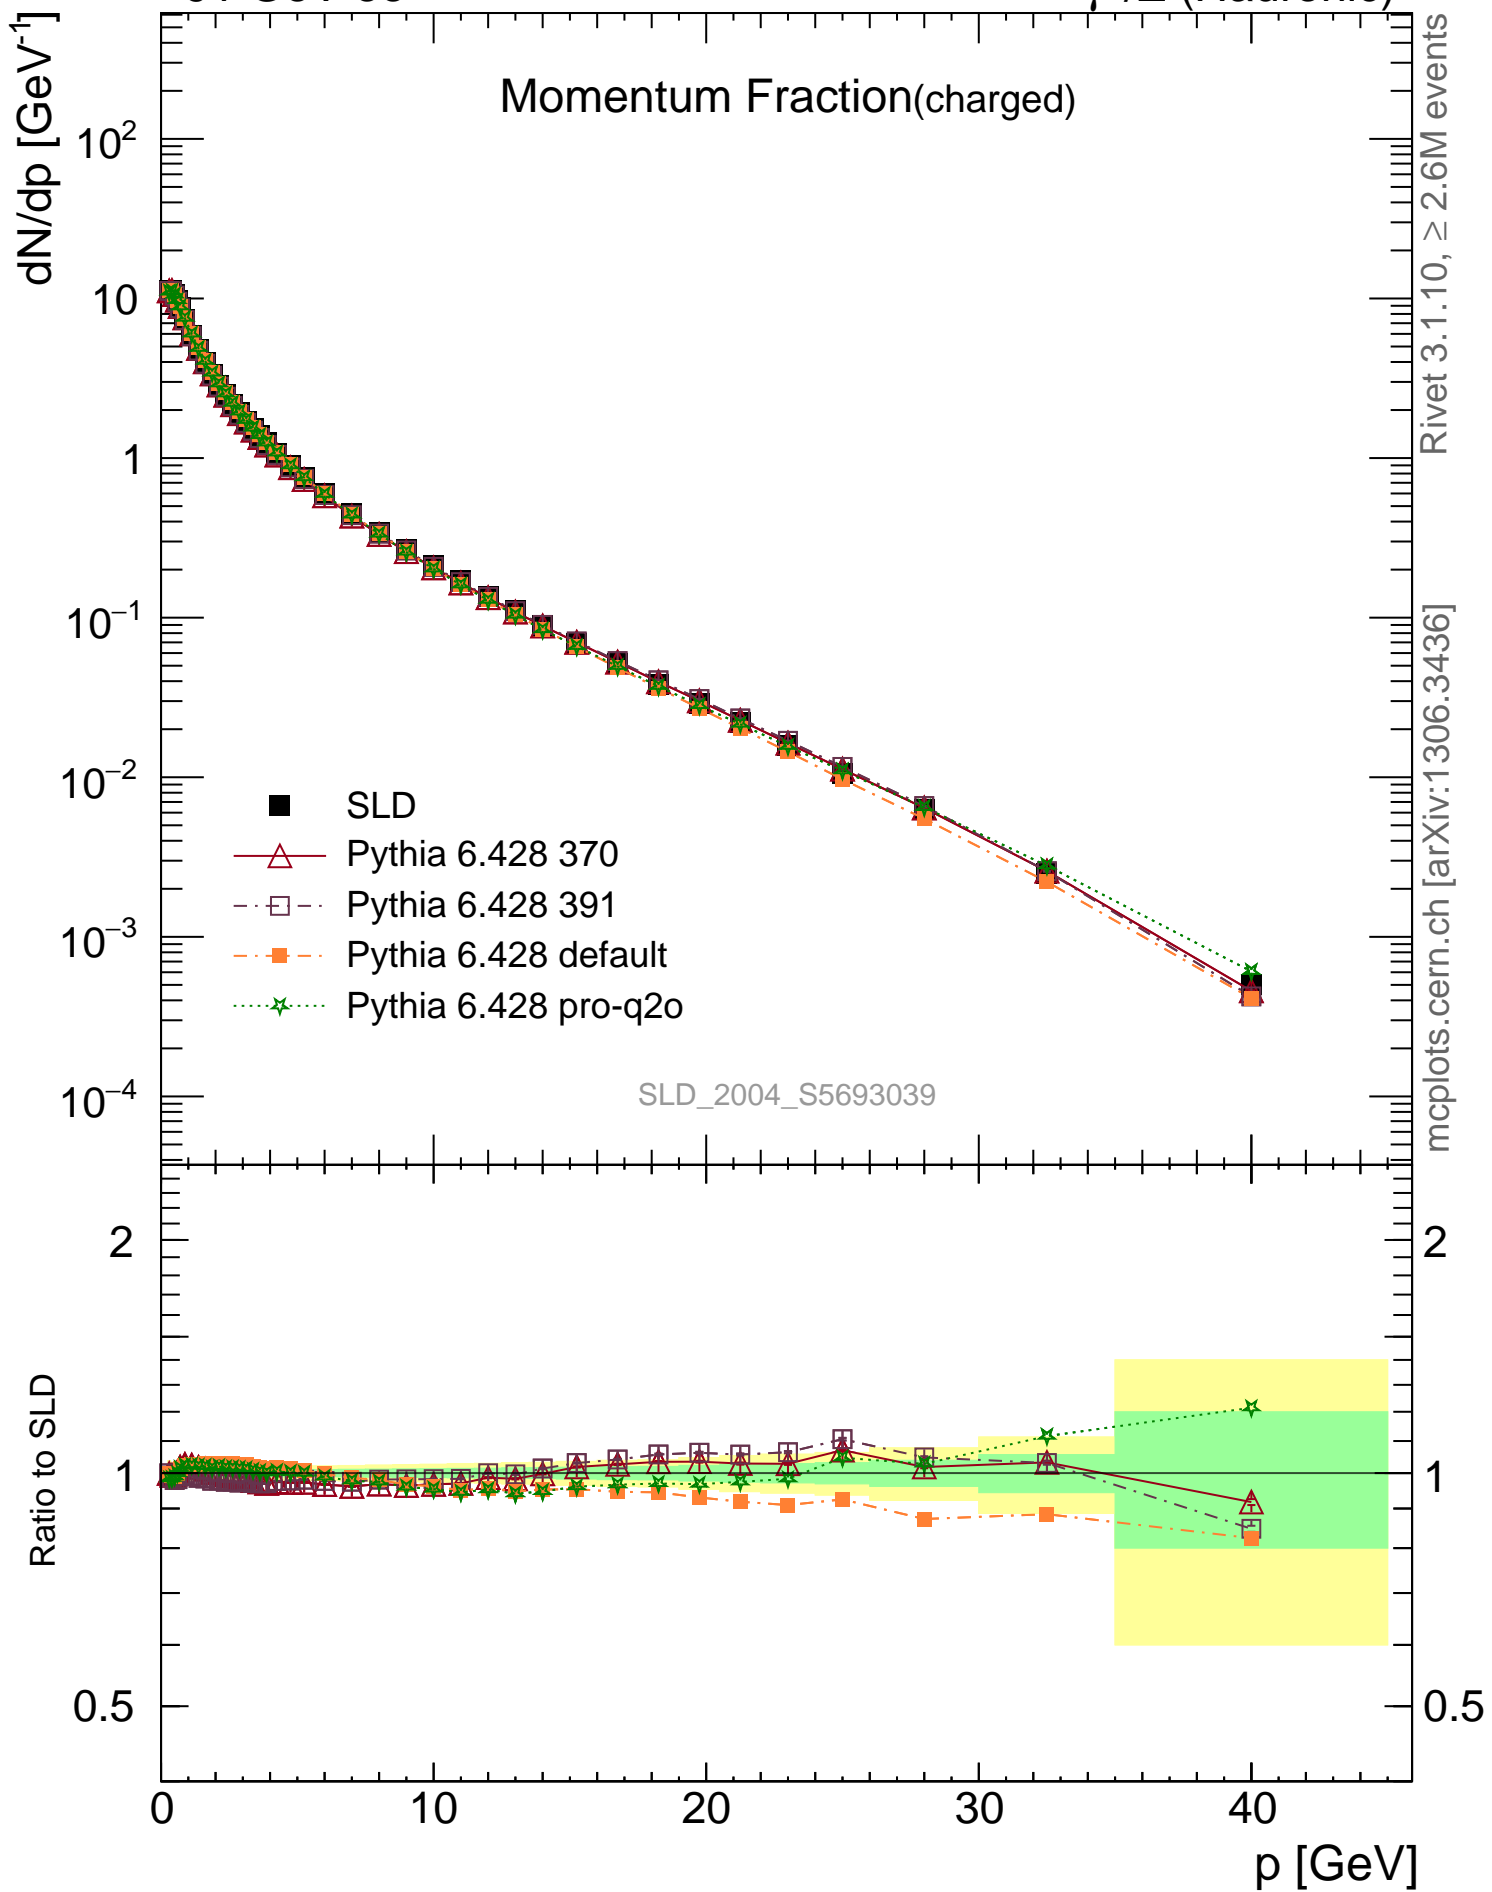 Momentum Fraction(charged)
dN/dp [GeV⁻¹]
10²
10
1
10⁻¹
10⁻²
10⁻³
10⁻⁴
SLD
Pythia 6.428 370
Pythia 6.428 391
Pythia 6.428 default
Pythia 6.428 pro-q2o
SLD_2004_S5693039
Rivet 3.1.10, ≥ 2.6M events
mcplots.cern.ch [arXiv:1306.3436]
Ratio to SLD
2
1
0.5
2
1
0.5
0
10
20
30
40
p [GeV]